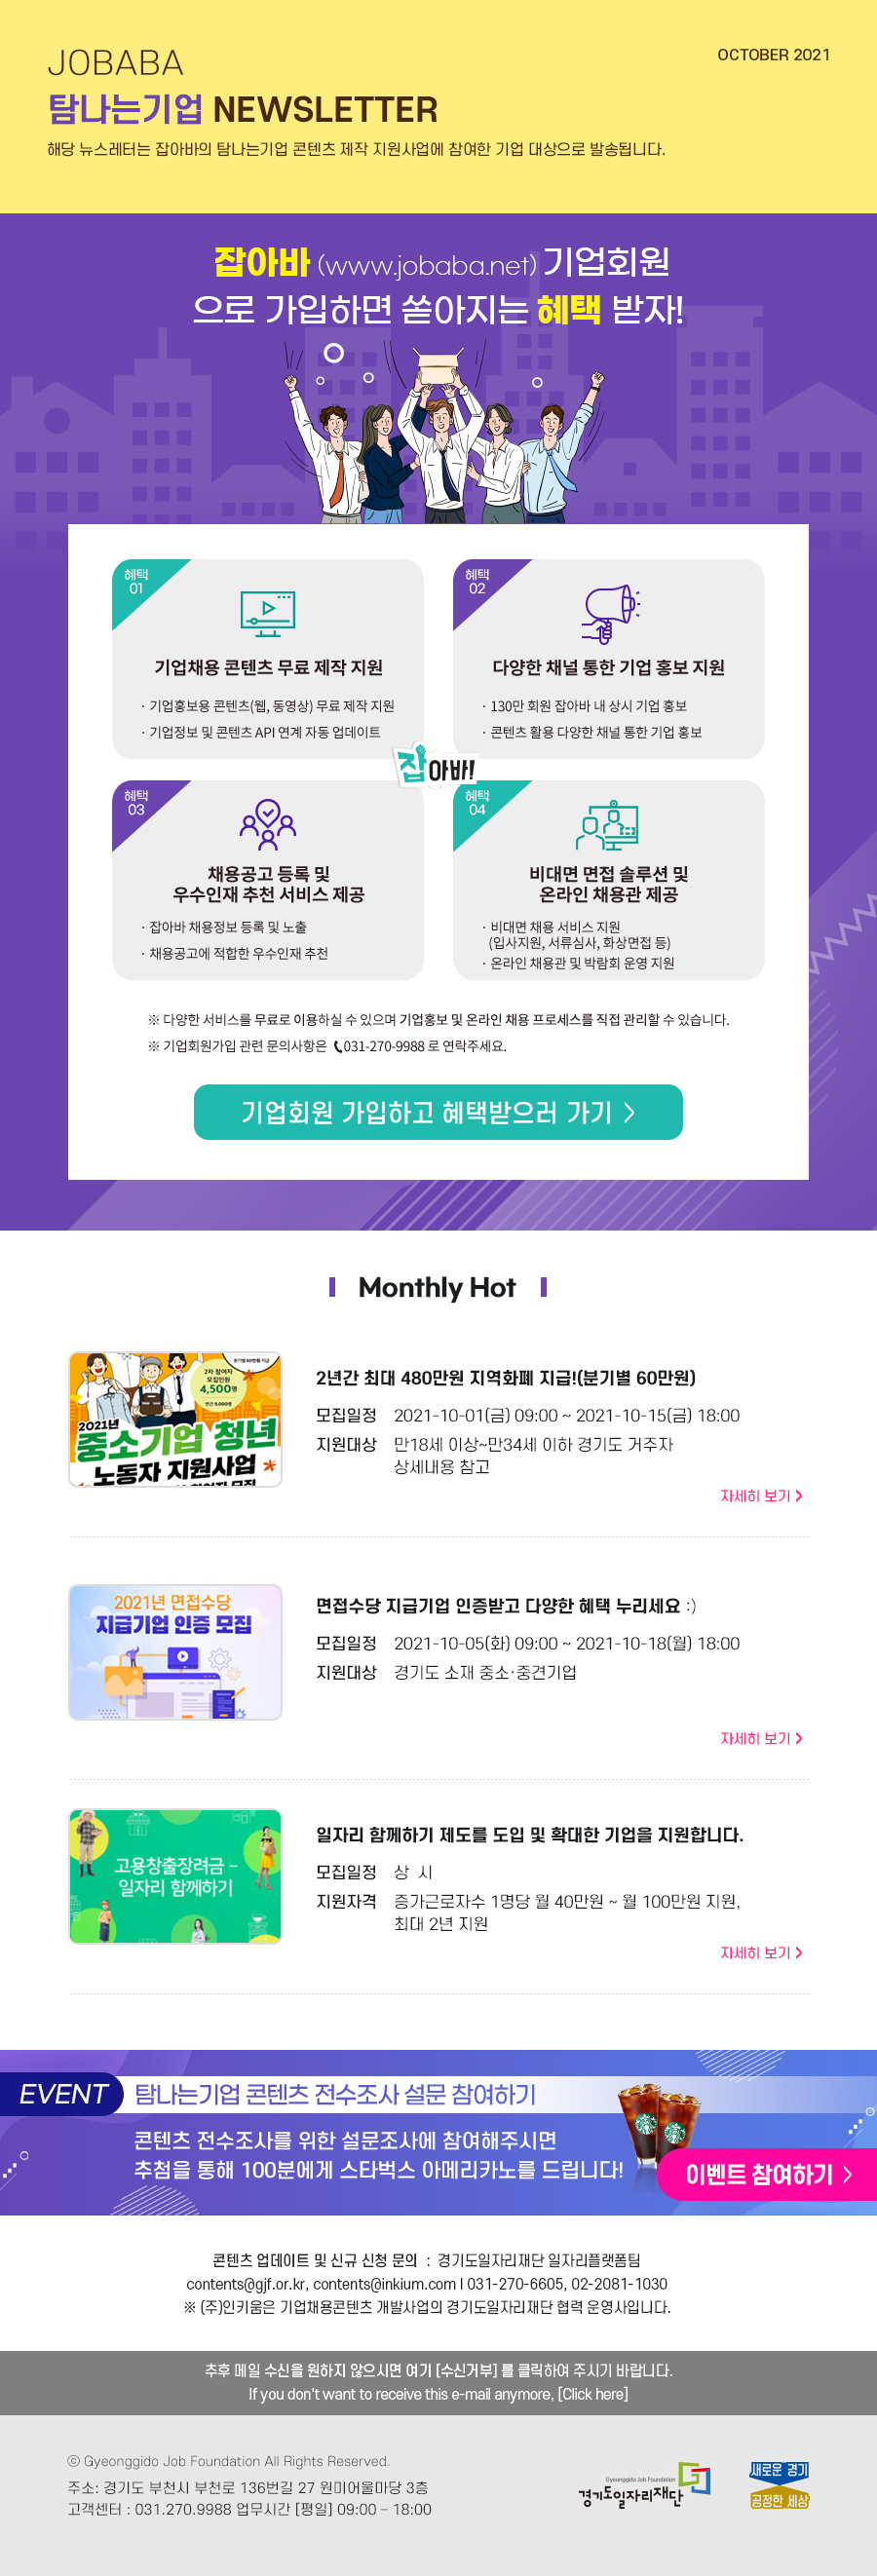 JOBABA
OCTOBER 2021
탐나는기업 NEWSLETTER
해당 뉴스레터는 잡아바의 탐나는기업 콘텐츠 제작 지원사업에 참여한 기업 대상으로 발송됩니다.
잡아바 (www.jobaba.net) 기업회원
으로 가입하면 쏟아지는 혜택 받자!
혜택
01
기업채용 콘텐츠 무료 제작 지원
· 기업홍보용 콘텐츠(웹, 동영상) 무료 제작 지원
· 기업정보 및 콘텐츠 API 연계 자동 업데이트
혜택
02
다양한 채널 통한 기업 홍보 지원
· 130만 회원 잡아바 내 상시 기업 홍보
· 콘텐츠 활용 다양한 채널 통한 기업 홍보
잡아바!
혜택
03
채용공고 등록 및
우수인재 추천 서비스 제공
· 잡아바 채용정보 등록 및 노출
· 채용공고에 적합한 우수인재 추천
혜택
04
비대면 면접 솔루션 및
온라인 채용관 제공
· 비대면 채용 서비스 지원
(입사지원, 서류심사, 화상면접 등)
· 온라인 채용관 및 박람회 운영 지원
※ 다양한 서비스를 무료로 이용하실 수 있으며 기업홍보 및 온라인 채용 프로세스를 직접 관리할 수 있습니다.
※ 기업회원가입 관련 문의사항은 031-270-9988 로 연락주세요.
기업회원 가입하고 혜택받으러 가기 >
Monthly Hot
2차 참여자
모집인원
4,500명
연간 9,000명
2021년
중소기업 청년
노동자 지원사업
2년간 최대 480만원 지역화폐 지급!(분기별 60만원)
모집일정 2021-10-01(금) 09:00 ~ 2021-10-15(금) 18:00
지원대상 만18세 이상~만34세 이하 경기도 거주자
상세내용 참고
자세히 보기 >
2021년 면접수당
지급기업 인증 모집
면접수당 지급기업 인증받고 다양한 혜택 누리세요 :)
모집일정 2021-10-05(화) 09:00 ~ 2021-10-18(월) 18:00
지원대상 경기도 소재 중소·중견기업
자세히 보기 >
고용창출장려금 -
일자리 함께하기
일자리 함께하기 제도를 도입 및 확대한 기업을 지원합니다.
모집일정 상 시
지원자격 증가근로자수 1명당 월 40만원 ~ 월 100만원 지원,
최대 2년 지원
자세히 보기 >
EVENT 탐나는기업 콘텐츠 전수조사 설문 참여하기
콘텐츠 전수조사를 위한 설문조사에 참여해주시면
추첨을 통해 100분에게 스타벅스 아메리카노를 드립니다!
이벤트 참여하기 >
콘텐츠 업데이트 및 신규 신청 문의 : 경기도일자리재단 일자리플랫폼팀
contents@gjf.or.kr, contents@inkium.com I 031-270-6605, 02-2081-1030
※ (주)인키움은 기업채용콘텐츠 개발사업의 경기도일자리재단 협력 운영사입니다.
추후 메일 수신을 원하지 않으시면 여기 [수신거부] 를 클릭하여 주시기 바랍니다.
If you don't want to receive this e-mail anymore, [Click here]
ⓒ Gyeonggido Job Foundation All Rights Reserved.
주소: 경기도 부천시 부천로 136번길 27 원미어울마당 3층
고객센터 : 031.270.9988 업무시간 [평일] 09:00 – 18:00
Gyeonggido Job Foundation
경기도일자리재단
새로운 경기
공정한 세상